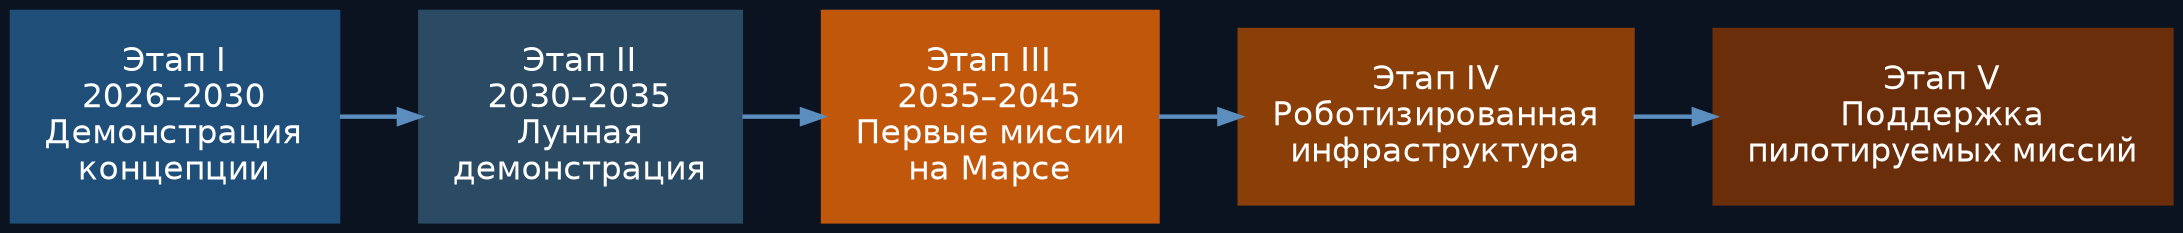 Этап I
2026–2030
Демонстрация
концепции
Этап II
2030–2035
Лунная
демонстрация
Этап III
2035–2045
Первые миссии
на Марсе
Этап IV
Роботизированная
инфраструктура
Этап V
Поддержка
пилотируемых миссий